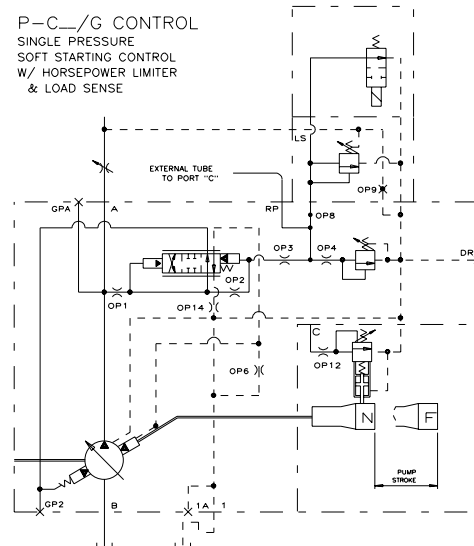 P-C__/G CONTROL
SINGLE PRESSURE
SOFT STARTING CONTROL
W/ HORSEPOWER LIMITER
& LOAD SENSE
LS
EXTERNAL TUBE
TO PORT "C"
OP9
GPA
A
RP
OP8
OP3
OP4
DR
OP2
OP1
OP14
C
OP12
OP6
N
F
PUMP
STROKE
GP2
B
1A
1